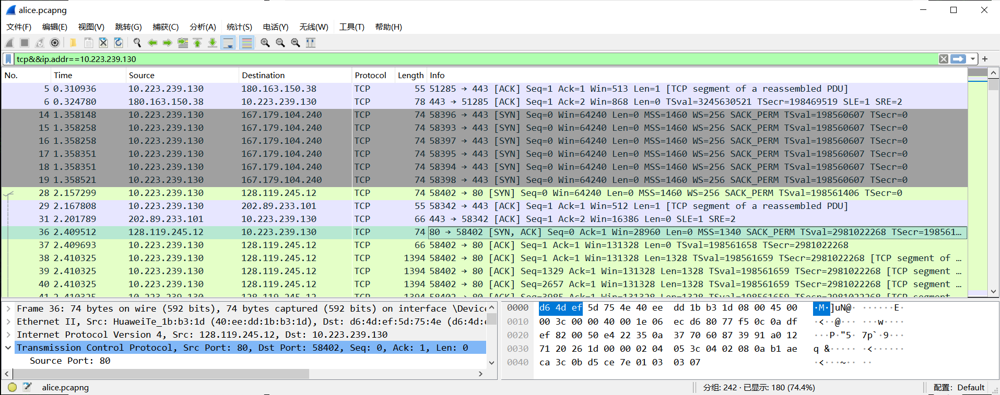 alice.pcapng
文件(F) 编辑(E) 视图(V) 跳转(G) 捕获(C) 分析(A) 统计(S) 电话(Y) 无线(W) 工具(T) 帮助(H)
tcp&&ip.addr==10.223.239.130
No. Time Source Destination Protocol Length Info
5 0.310936 10.223.239.130 180.163.150.38 TCP 55 51285 → 443 [ACK] Seq=1 Ack=1 Win=513 Len=1 [TCP segment of a reassembled PDU]
6 0.324780 180.163.150.38 10.223.239.130 TCP 78 443 → 51285 [ACK] Seq=1 Ack=2 Win=868 Len=0 TSval=3245630521 TSecr=198469519 SLE=1 SRE=2
14 1.358148 10.223.239.130 167.179.104.240 TCP 74 58396 → 443 [SYN] Seq=0 Win=64240 Len=0 MSS=1460 WS=256 SACK_PERM TSval=198560607 TSecr=0
15 1.358258 10.223.239.130 167.179.104.240 TCP 74 58393 → 443 [SYN] Seq=0 Win=64240 Len=0 MSS=1460 WS=256 SACK_PERM TSval=198560607 TSecr=0
16 1.358258 10.223.239.130 167.179.104.240 TCP 74 58397 → 443 [SYN] Seq=0 Win=64240 Len=0 MSS=1460 WS=256 SACK_PERM TSval=198560607 TSecr=0
17 1.358351 10.223.239.130 167.179.104.240 TCP 74 58395 → 443 [SYN] Seq=0 Win=64240 Len=0 MSS=1460 WS=256 SACK_PERM TSval=198560607 TSecr=0
18 1.358351 10.223.239.130 167.179.104.240 TCP 74 58394 → 443 [SYN] Seq=0 Win=64240 Len=0 MSS=1460 WS=256 SACK_PERM TSval=198560607 TSecr=0
19 1.358521 10.223.239.130 167.179.104.240 TCP 74 58398 → 443 [SYN] Seq=0 Win=64240 Len=0 MSS=1460 WS=256 SACK_PERM TSval=198560607 TSecr=0
28 2.157299 10.223.239.130 128.119.245.12 TCP 74 58402 → 80 [SYN] Seq=0 Win=64240 Len=0 MSS=1460 WS=256 SACK_PERM TSval=198561406 TSecr=0
29 2.167808 10.223.239.130 202.89.233.101 TCP 55 58342 → 443 [ACK] Seq=1 Ack=1 Win=512 Len=1 [TCP segment of a reassembled PDU]
31 2.201789 202.89.233.101 10.223.239.130 TCP 66 443 → 58342 [ACK] Seq=1 Ack=2 Win=16386 Len=0 SLE=1 SRE=2
36 2.409512 128.119.245.12 10.223.239.130 TCP 74 80 → 58402 [SYN, ACK] Seq=0 Ack=1 Win=28960 Len=0 MSS=1340 SACK_PERM TSval=2981022268 TSecr=198561…
37 2.409693 10.223.239.130 128.119.245.12 TCP 66 58402 → 80 [ACK] Seq=1 Ack=1 Win=131328 Len=0 TSval=198561658 TSecr=2981022268
38 2.410325 10.223.239.130 128.119.245.12 TCP 1394 58402 → 80 [ACK] Seq=1 Ack=1 Win=131328 Len=1328 TSval=198561659 TSecr=2981022268 [TCP segment of …
39 2.410325 10.223.239.130 128.119.245.12 TCP 1394 58402 → 80 [ACK] Seq=1329 Ack=1 Win=131328 Len=1328 TSval=198561659 TSecr=2981022268 [TCP segment …
40 2.410325 10.223.239.130 128.119.245.12 TCP 1394 58402 → 80 [ACK] Seq=2657 Ack=1 Win=131328 Len=1328 TSval=198561659 TSecr=2981022268 [TCP segment …
41 2.410325 10.223.239.130 128.119.245.12 TCP 1394 58402 → 80 [ACK] Seq=3985 Ack=1 Win=131328 Len=1328 TSval=198561659 TSecr=2981022268 [TCP segment …
Frame 36: 74 bytes on wire (592 bits), 74 bytes captured (592 bits) on interface \Device
Ethernet II, Src: HuaweiTe_1b:b3:1d (40:ee:dd:1b:b3:1d), Dst: d6:4d:ef:5d:75:4e (d6:4d:e
Internet Protocol Version 4, Src: 128.119.245.12, Dst: 10.223.239.130
Transmission Control Protocol, Src Port: 80, Dst Port: 58402, Seq: 0, Ack: 1, Len: 0
Source Port: 80
0000 d6 4d ef 5d 75 4e 40 ee dd 1b b3 1d 08 00 45 00 ·M·]uN@· ······E·
0010 00 3c 00 00 40 00 1e 06 ec d6 80 77 f5 0c 0a df ·<··@··· ···w····
0020 ef 82 00 50 e4 22 35 0a 37 70 60 87 39 91 a0 12 ···P·"5· 7p`·9···
0030 71 20 26 1d 00 00 02 04 05 3c 04 02 08 0a b1 ae q &····· ·<······
0040 ca 3c 0b d5 ce 7e 01 03 03 07 ·<···~·· ··
alice.pcapng 分组: 242 · 已显示: 180 (74.4%) 配置: Default